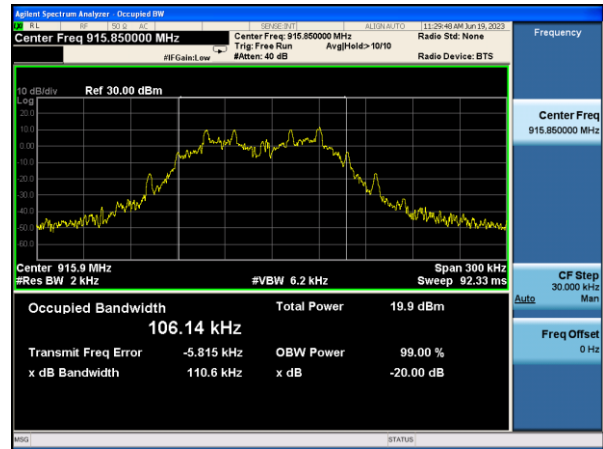 Agilent Spectrum Analyzer - Occupied BW
RL RF 50 Ω AC SENSE:INT ALIGN AUTO 11:29:48 AM Jun 19, 2023
Center Freq 915.850000 MHz Center Freq: 915.850000 MHz Radio Std: None
Trig: Free Run Avg|Hold:> 10/10
#IFGain:Low #Atten: 40 dB Radio Device: BTS
Frequency
10 dB/div Ref 30.00 dBm
Log
20.0
10.0
0.00
-10.0
-20.0
-30.0
-40.0
-50.0
-60.0
Center Freq
915.850000 MHz
Center 915.9 MHz Span 300 kHz
#Res BW 2 kHz #VBW 6.2 kHz Sweep 92.33 ms
CF Step
30.000 kHz
Auto Man
Occupied Bandwidth Total Power 19.9 dBm
106.14 kHz
Transmit Freq Error -5.815 kHz OBW Power 99.00 %
x dB Bandwidth 110.6 kHz x dB -20.00 dB
Freq Offset
0 Hz
MSG STATUS